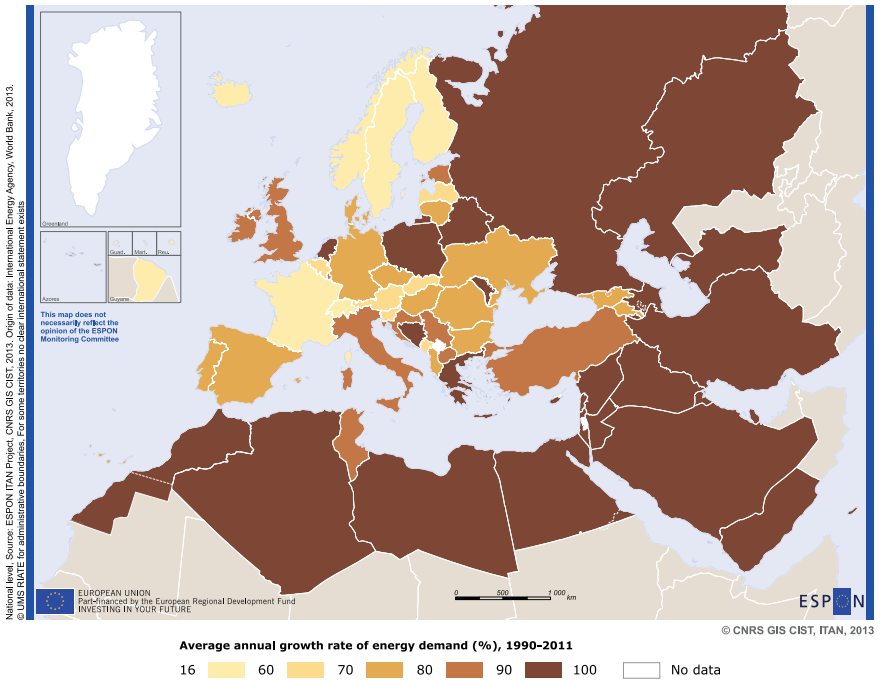 National level, Source: ESPON ITAN Project, CNRS GIS CIST, 2013. Origin of data: International Energy Agency, World Bank, 2013.
© UMS RIATE for administrative boundaries. For some territories no clear international statement exists
Greenland
Azores
Guad.
Mart.
Reu.
Guyane
This map does not
necessarily reflect the
opinion of the ESPON
Monitoring Committee
EUROPEAN UNION
Part-financed by the European Regional Development Fund
INVESTING IN YOUR FUTURE
0 500 1 000 km
ESPON
© CNRS GIS CIST, ITAN, 2013
Average annual growth rate of energy demand (%), 1990-2011
16 60 70 80 90 100 No data